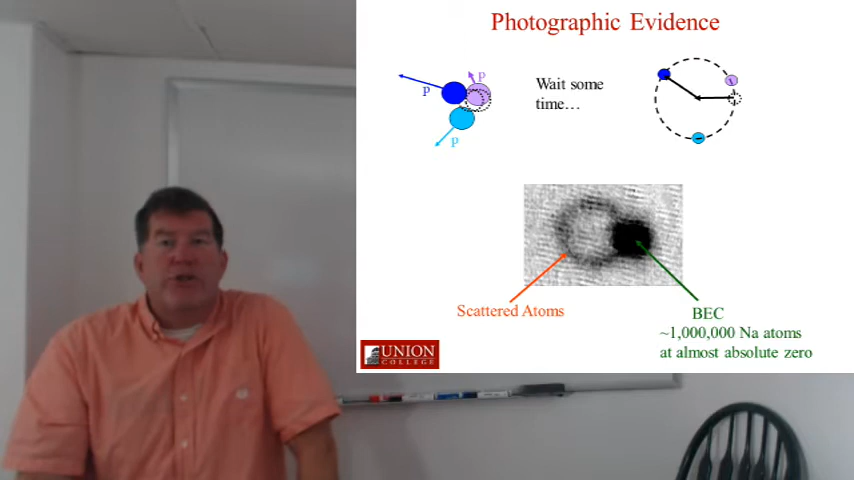 Photographic Evidence
p
p
p
Wait some
time…
Scattered Atoms
BEC
~1,000,000 Na atoms
at almost absolute zero
UNION
COLLEGE